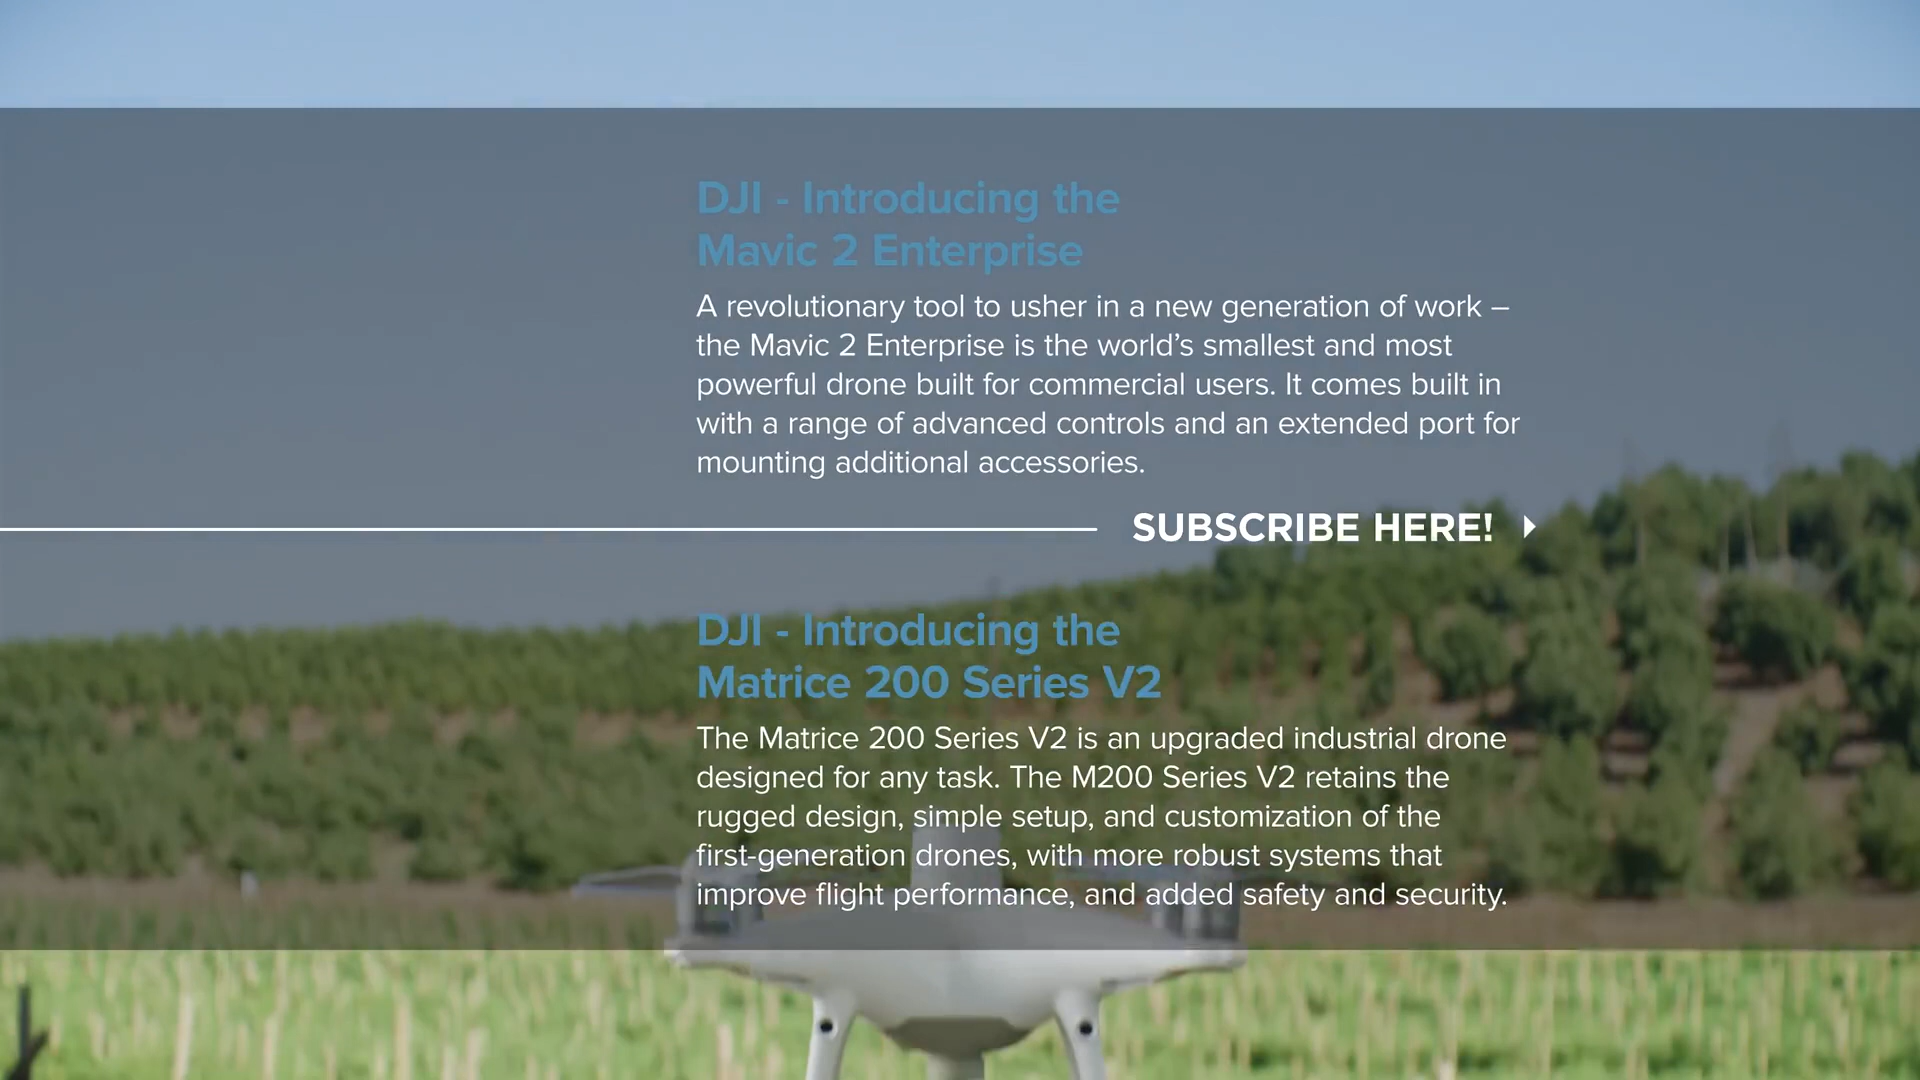 DJI - Introducing the
Mavic 2 Enterprise
A revolutionary tool to usher in a new generation of work –
the Mavic 2 Enterprise is the world’s smallest and most
powerful drone built for commercial users. It comes built in
with a range of advanced controls and an extended port for
mounting additional accessories.
SUBSCRIBE HERE!
DJI - Introducing the
Matrice 200 Series V2
The Matrice 200 Series V2 is an upgraded industrial drone
designed for any task. The M200 Series V2 retains the
rugged design, simple setup, and customization of the
first-generation drones, with more robust systems that
improve flight performance, and added safety and security.